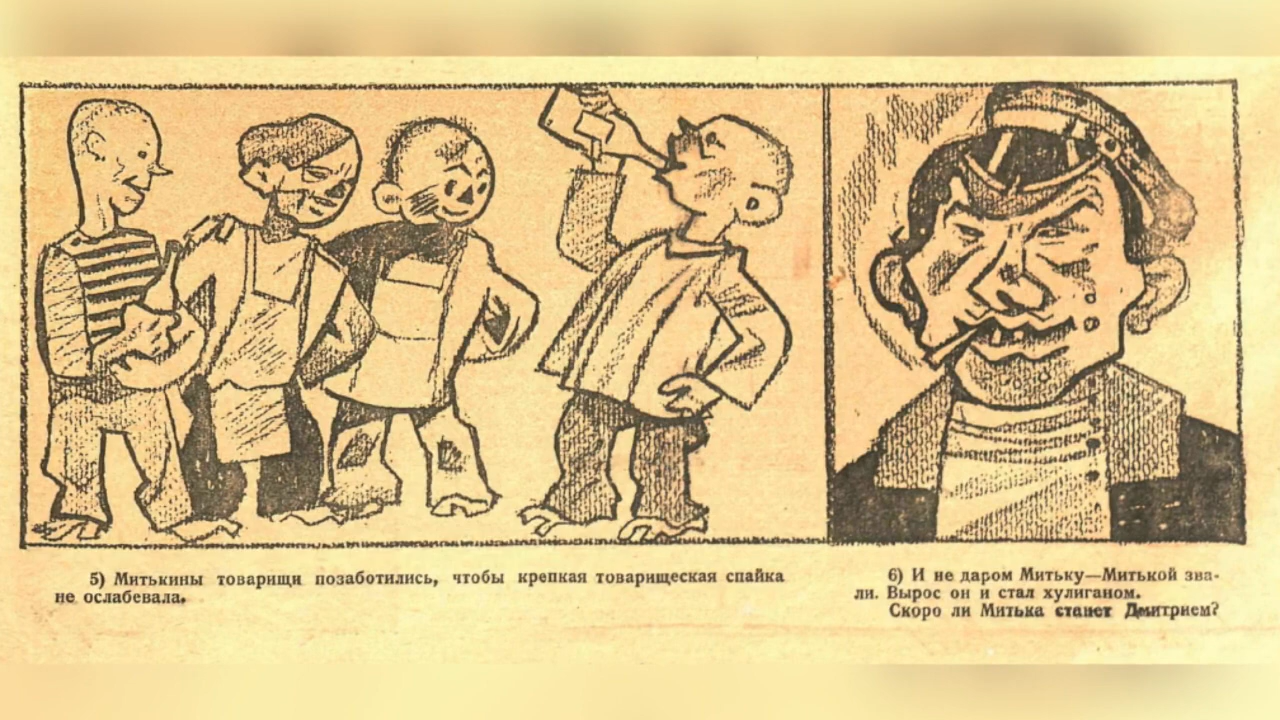 5) Митькины товарищи позаботились, чтобы крепкая товарищеская спайка
не ослабевала.
6) И не даром Митьку—Митькой зва-
ли. Вырос он и стал хулиганом.
Скоро ли Митька станет Дмитрием?